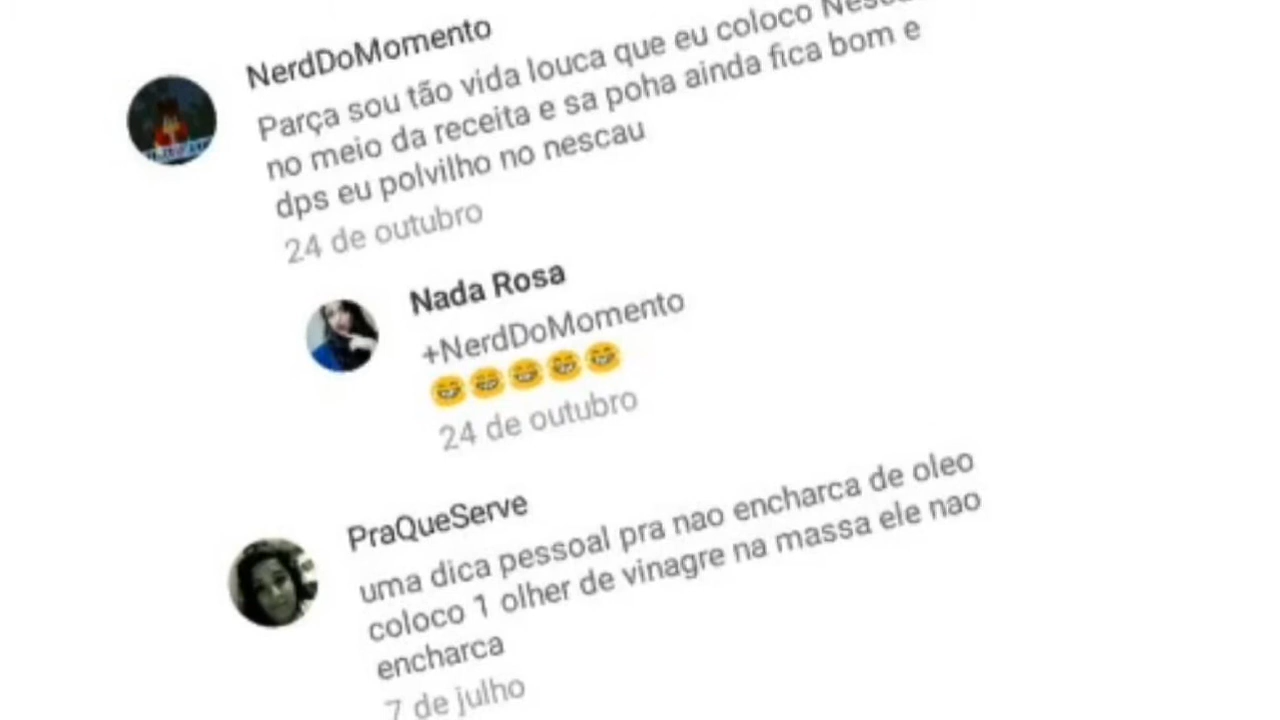 NerdDoMomento
Parça sou tão vida louca que eu coloco
no meio da receita e sa poha ainda fica bom e
dps eu polvilho no nescau
24 de outubro
Nada Rosa
+NerdDoMomento
😂😂😂😂😂
24 de outubro
PraQueServe
uma dica pessoal pra nao encharca de oleo
coloco 1 olher de vinagre na massa ele nao
encharca
7 de julho